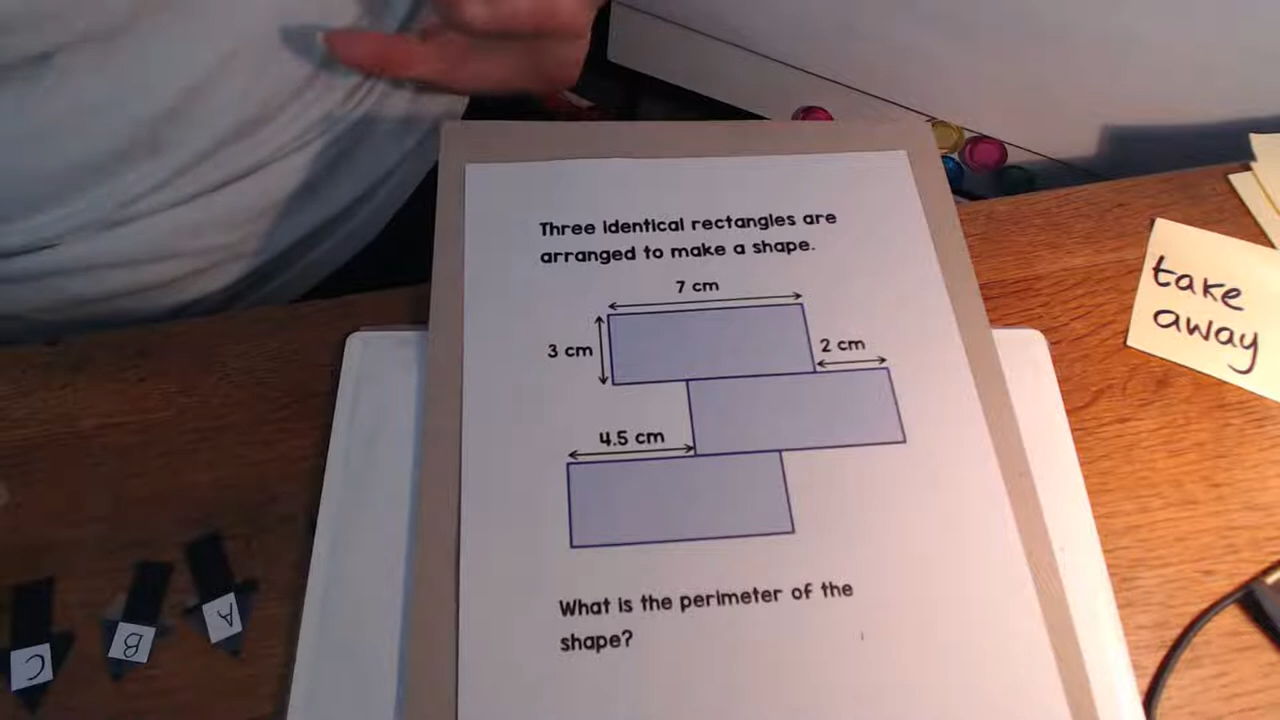 Three identical rectangles are
arranged to make a shape.
7 cm
3 cm
2 cm
4.5 cm
What is the perimeter of the
shape?
take
away
A
B
C